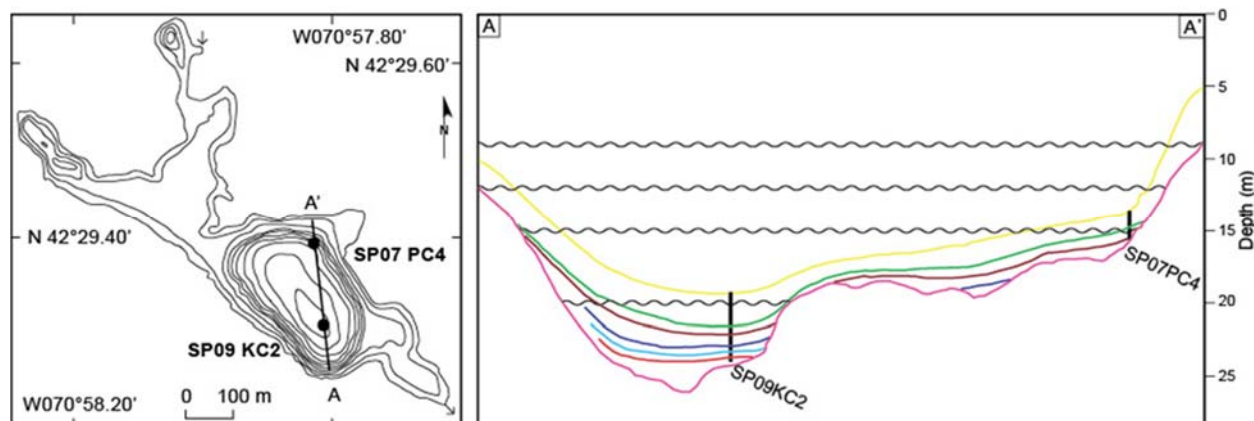 W070°57.80'
N 42°29.60'
N
A'
N 42°29.40'
SP07 PC4
SP09 KC2
W070°58.20'
0 100 m
A
A
A'
0
5
10
15
20
25
Depth (m)
SP07PC4
SP09KC2